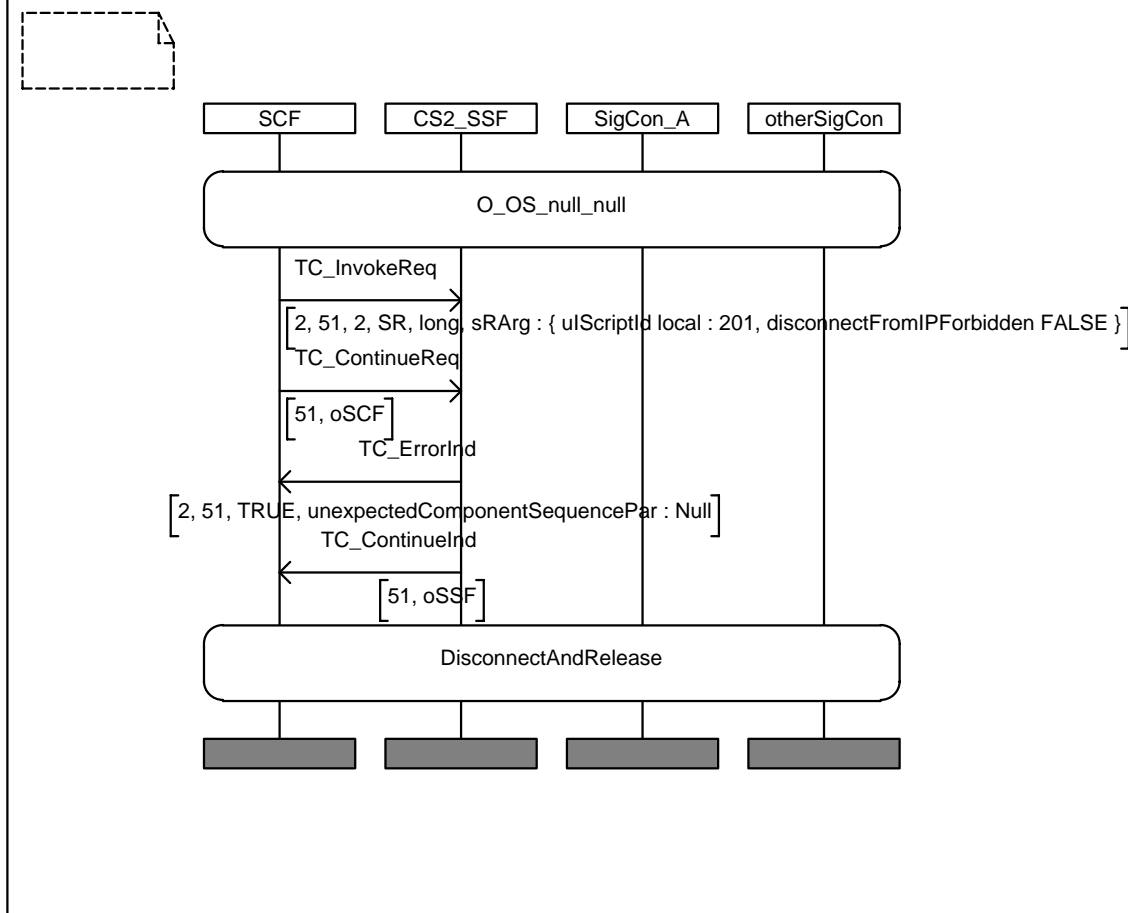 SCF CS2_SSF SigCon_A otherSigCon
O_OS_null_null
TC_InvokeReq
2, 51, 2, SR, long, sRArg : { uIScriptId local : 201, disconnectFromIPForbidden FALSE }
TC_ContinueReq
51, oSCF
TC_ErrorInd
2, 51, TRUE, unexpectedComponentSequencePar : Null
TC_ContinueInd
51, oSSF
DisconnectAndRelease